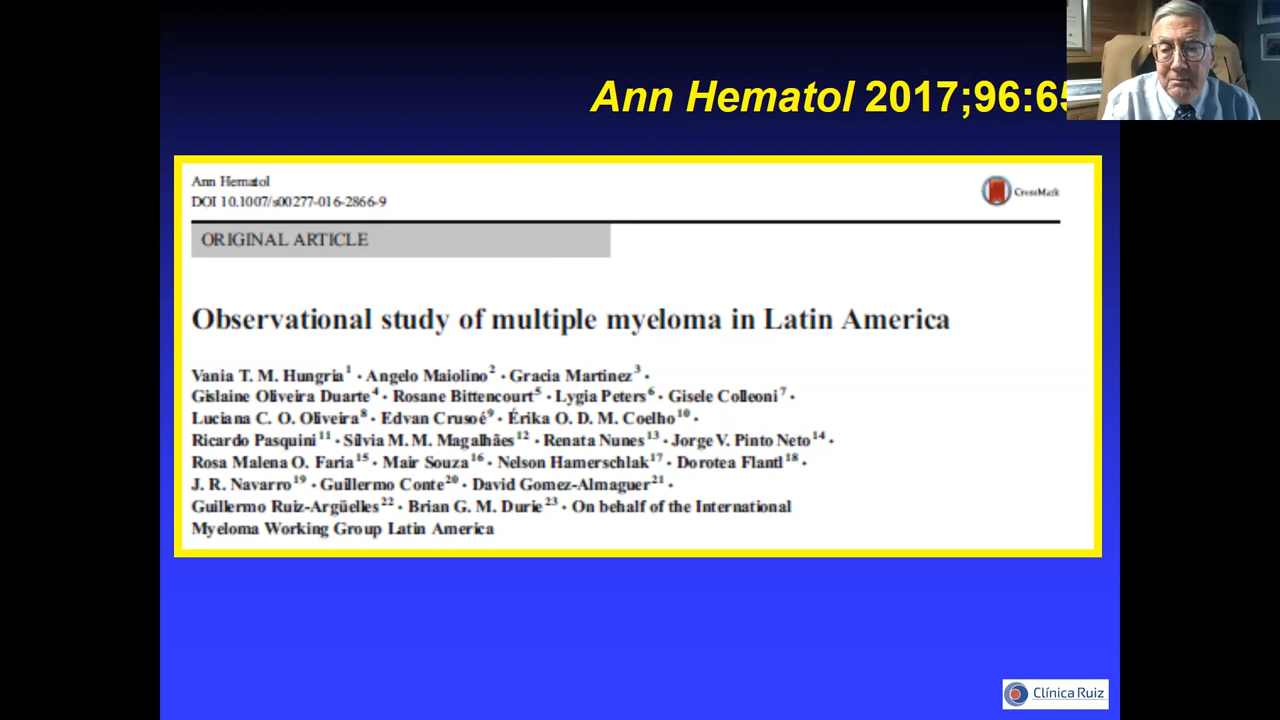 Ann Hematol 2017;96:65
Ann Hematol
DOI 10.1007/s00277-016-2866-9
CrossMark
ORIGINAL ARTICLE
Observational study of multiple myeloma in Latin America
Vania T. M. Hungria1 · Angelo Maiolino2 · Gracia Martinez3 ·
Gislaine Oliveira Duarte4 · Rosane Bittencourt5 · Lygia Peters6 · Gisele Colleoni7 ·
Luciana C. O. Oliveira8 · Edvan Crusoé9 · Érika O. D. M. Coelho10 ·
Ricardo Pasquini11 · Sílvia M. M. Magalhães12 · Renata Nunes13 · Jorge V. Pinto Neto14 ·
Rosa Malena O. Faria15 · Mair Souza16 · Nelson Hamerschlak17 · Dorotea Fantl18 ·
J. R. Navarro19 · Guillermo Conte20 · David Gomez-Almaguer21 ·
Guillermo Ruiz-Argüelles22 · Brian G. M. Durie23 · On behalf of the International
Myeloma Working Group Latin America
Clínica Ruiz